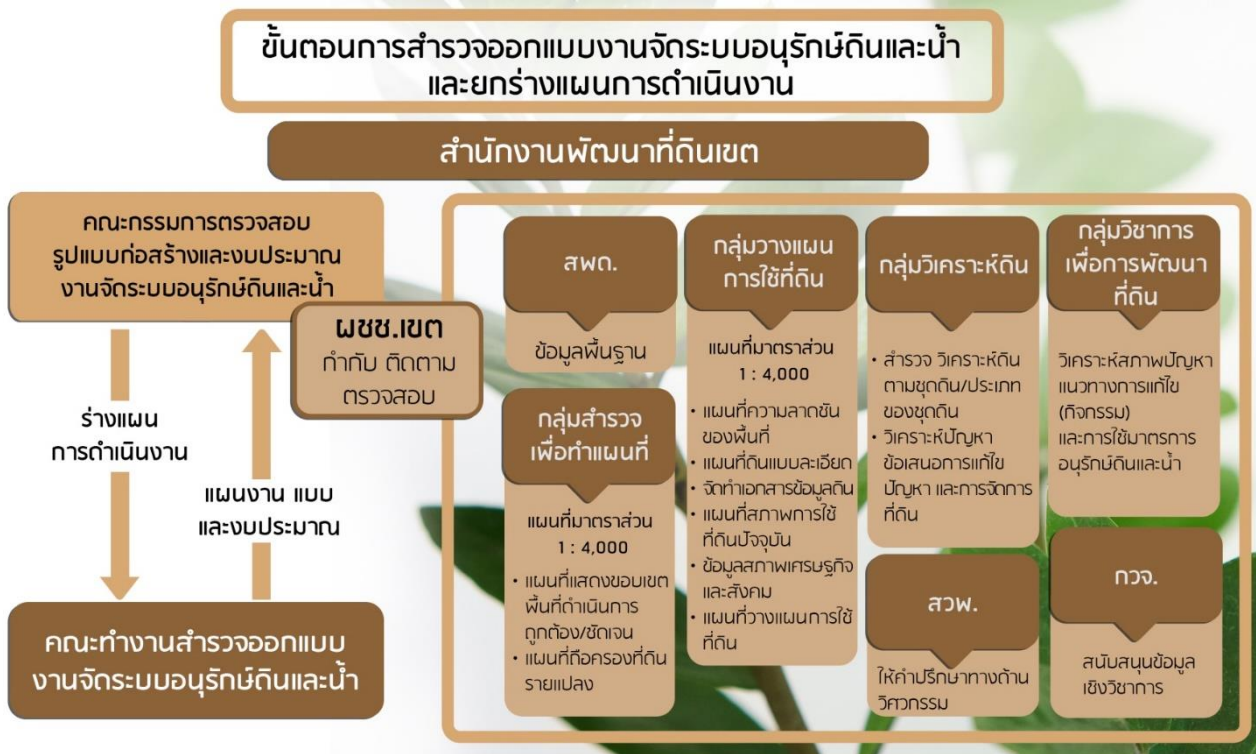 ขั้นตอนการสำรวจออกแบบงานจัดระบบอนุรักษ์ดินและน้ำ
และยกร่างแผนการดำเนินงาน
สำนักงานพัฒนาที่ดินเขต
คณะกรรมการตรวจสอบ
รูปแบบก่อสร้างและงบประมาณ
งานจัดระบบอนุรักษ์ดินและน้ำ
ผชช.เขต
กำกับ ติดตาม
ตรวจสอบ
ร่างแผน
การดำเนินงาน
แผนงาน แบบ
และงบประมาณ
คณะทำงานสำรวจออกแบบ
งานจัดระบบอนุรักษ์ดินและน้ำ
สพด.
ข้อมูลพื้นฐาน
กลุ่มสำรวจ
เพื่อทำแผนที่
แผนที่มาตราส่วน
1 : 4,000
• แผนที่แสดงขอบเขต
พื้นที่ดำเนินการ
ถูกต้อง/ชัดเจน
• แผนที่ถือครองที่ดิน
รายแปลง
กลุ่มวางแผน
การใช้ที่ดิน
แผนที่มาตราส่วน
1 : 4,000
• แผนที่ความลาดชัน
ของพื้นที่
• แผนที่ดินแบบละเอียด
• จัดทำเอกสารข้อมูลดิน
• แผนที่สภาพการใช้
ที่ดินปัจจุบัน
• ข้อมูลสภาพเศรษฐกิจ
และสังคม
• แผนที่วางแผนการใช้
ที่ดิน
กลุ่มวิเคราะห์ดิน
• สำรวจ วิเคราะห์ดิน
ตามชุดดิน/ประเภท
ของชุดดิน
• วิเคราะห์ปัญหา
ข้อเสนอการแก้ไข
ปัญหา และการจัดการ
ที่ดิน
สวพ.
ให้คำปรึกษาทางด้าน
วิศวกรรม
กลุ่มวิชาการ
เพื่อการพัฒนา
ที่ดิน
วิเคราะห์สภาพปัญหา
แนวทางการแก้ไข
(กิจกรรม)
และการใช้มาตรการ
อนุรักษ์ดินและน้ำ
กวจ.
สนับสนุนข้อมูล
เชิงวิชาการ